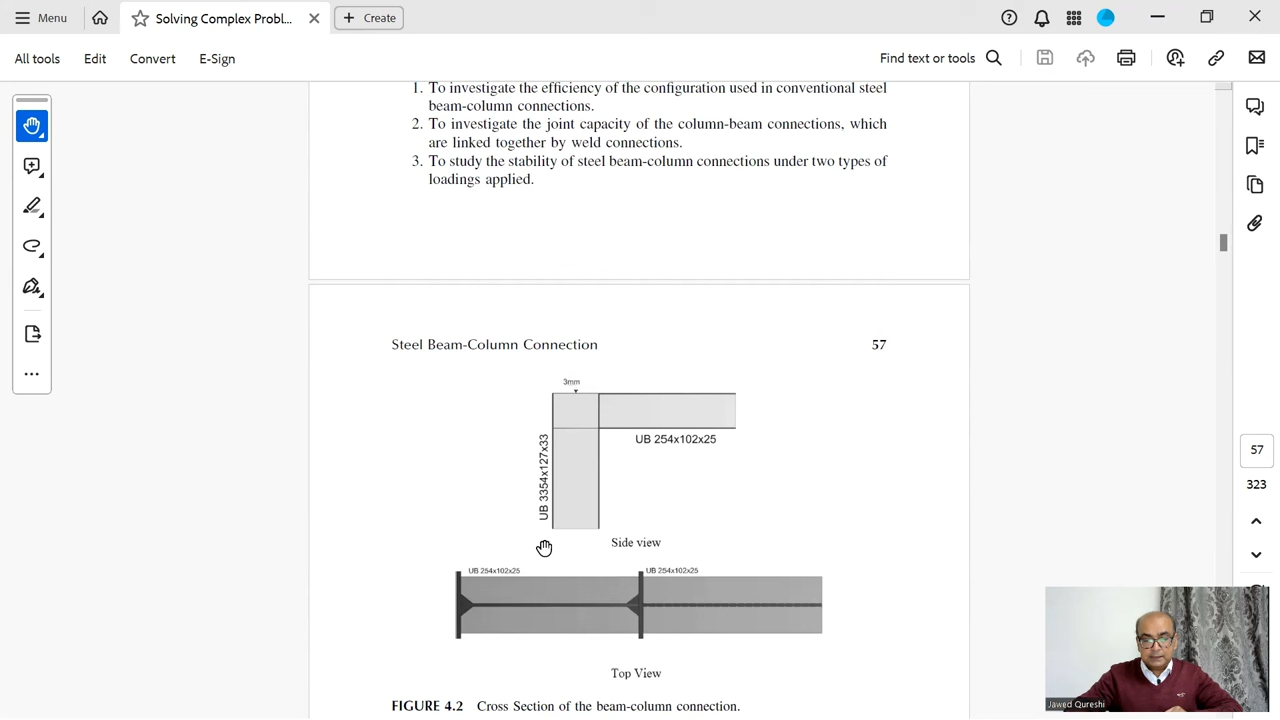 Menu
Solving Complex Probl...
Create
All tools
Edit
Convert
E-Sign
Find text or tools
1. To investigate the efficiency of the configuration used in conventional steel
beam-column connections.
2. To investigate the joint capacity of the column-beam connections, which
are linked together by weld connections.
3. To study the stability of steel beam-column connections under two types of
loadings applied.
Steel Beam-Column Connection 57
3mm
UB 254x102x25
UB 3354x127x33
Side view
UB 254x102x25
UB 254x102x25
Top View
FIGURE 4.2 Cross Section of the beam-column connection.
57
323
Jawed Qureshi